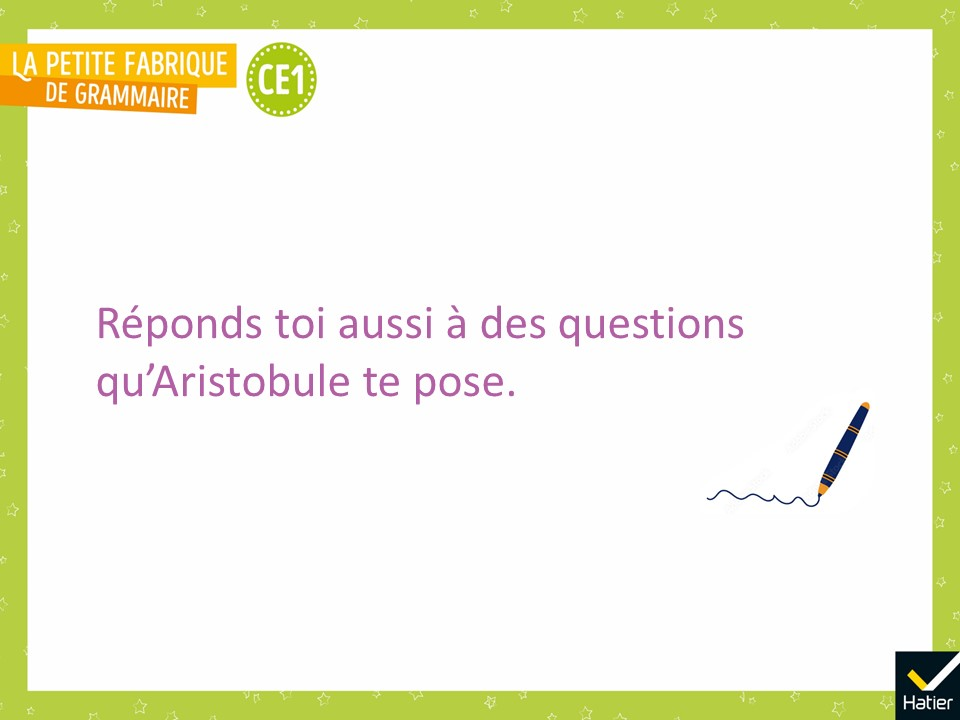 LA PETITE FABRIQUE
DE GRAMMAIRE
CE1
Réponds toi aussi à des questions
qu’Aristobule te pose.
Hatier